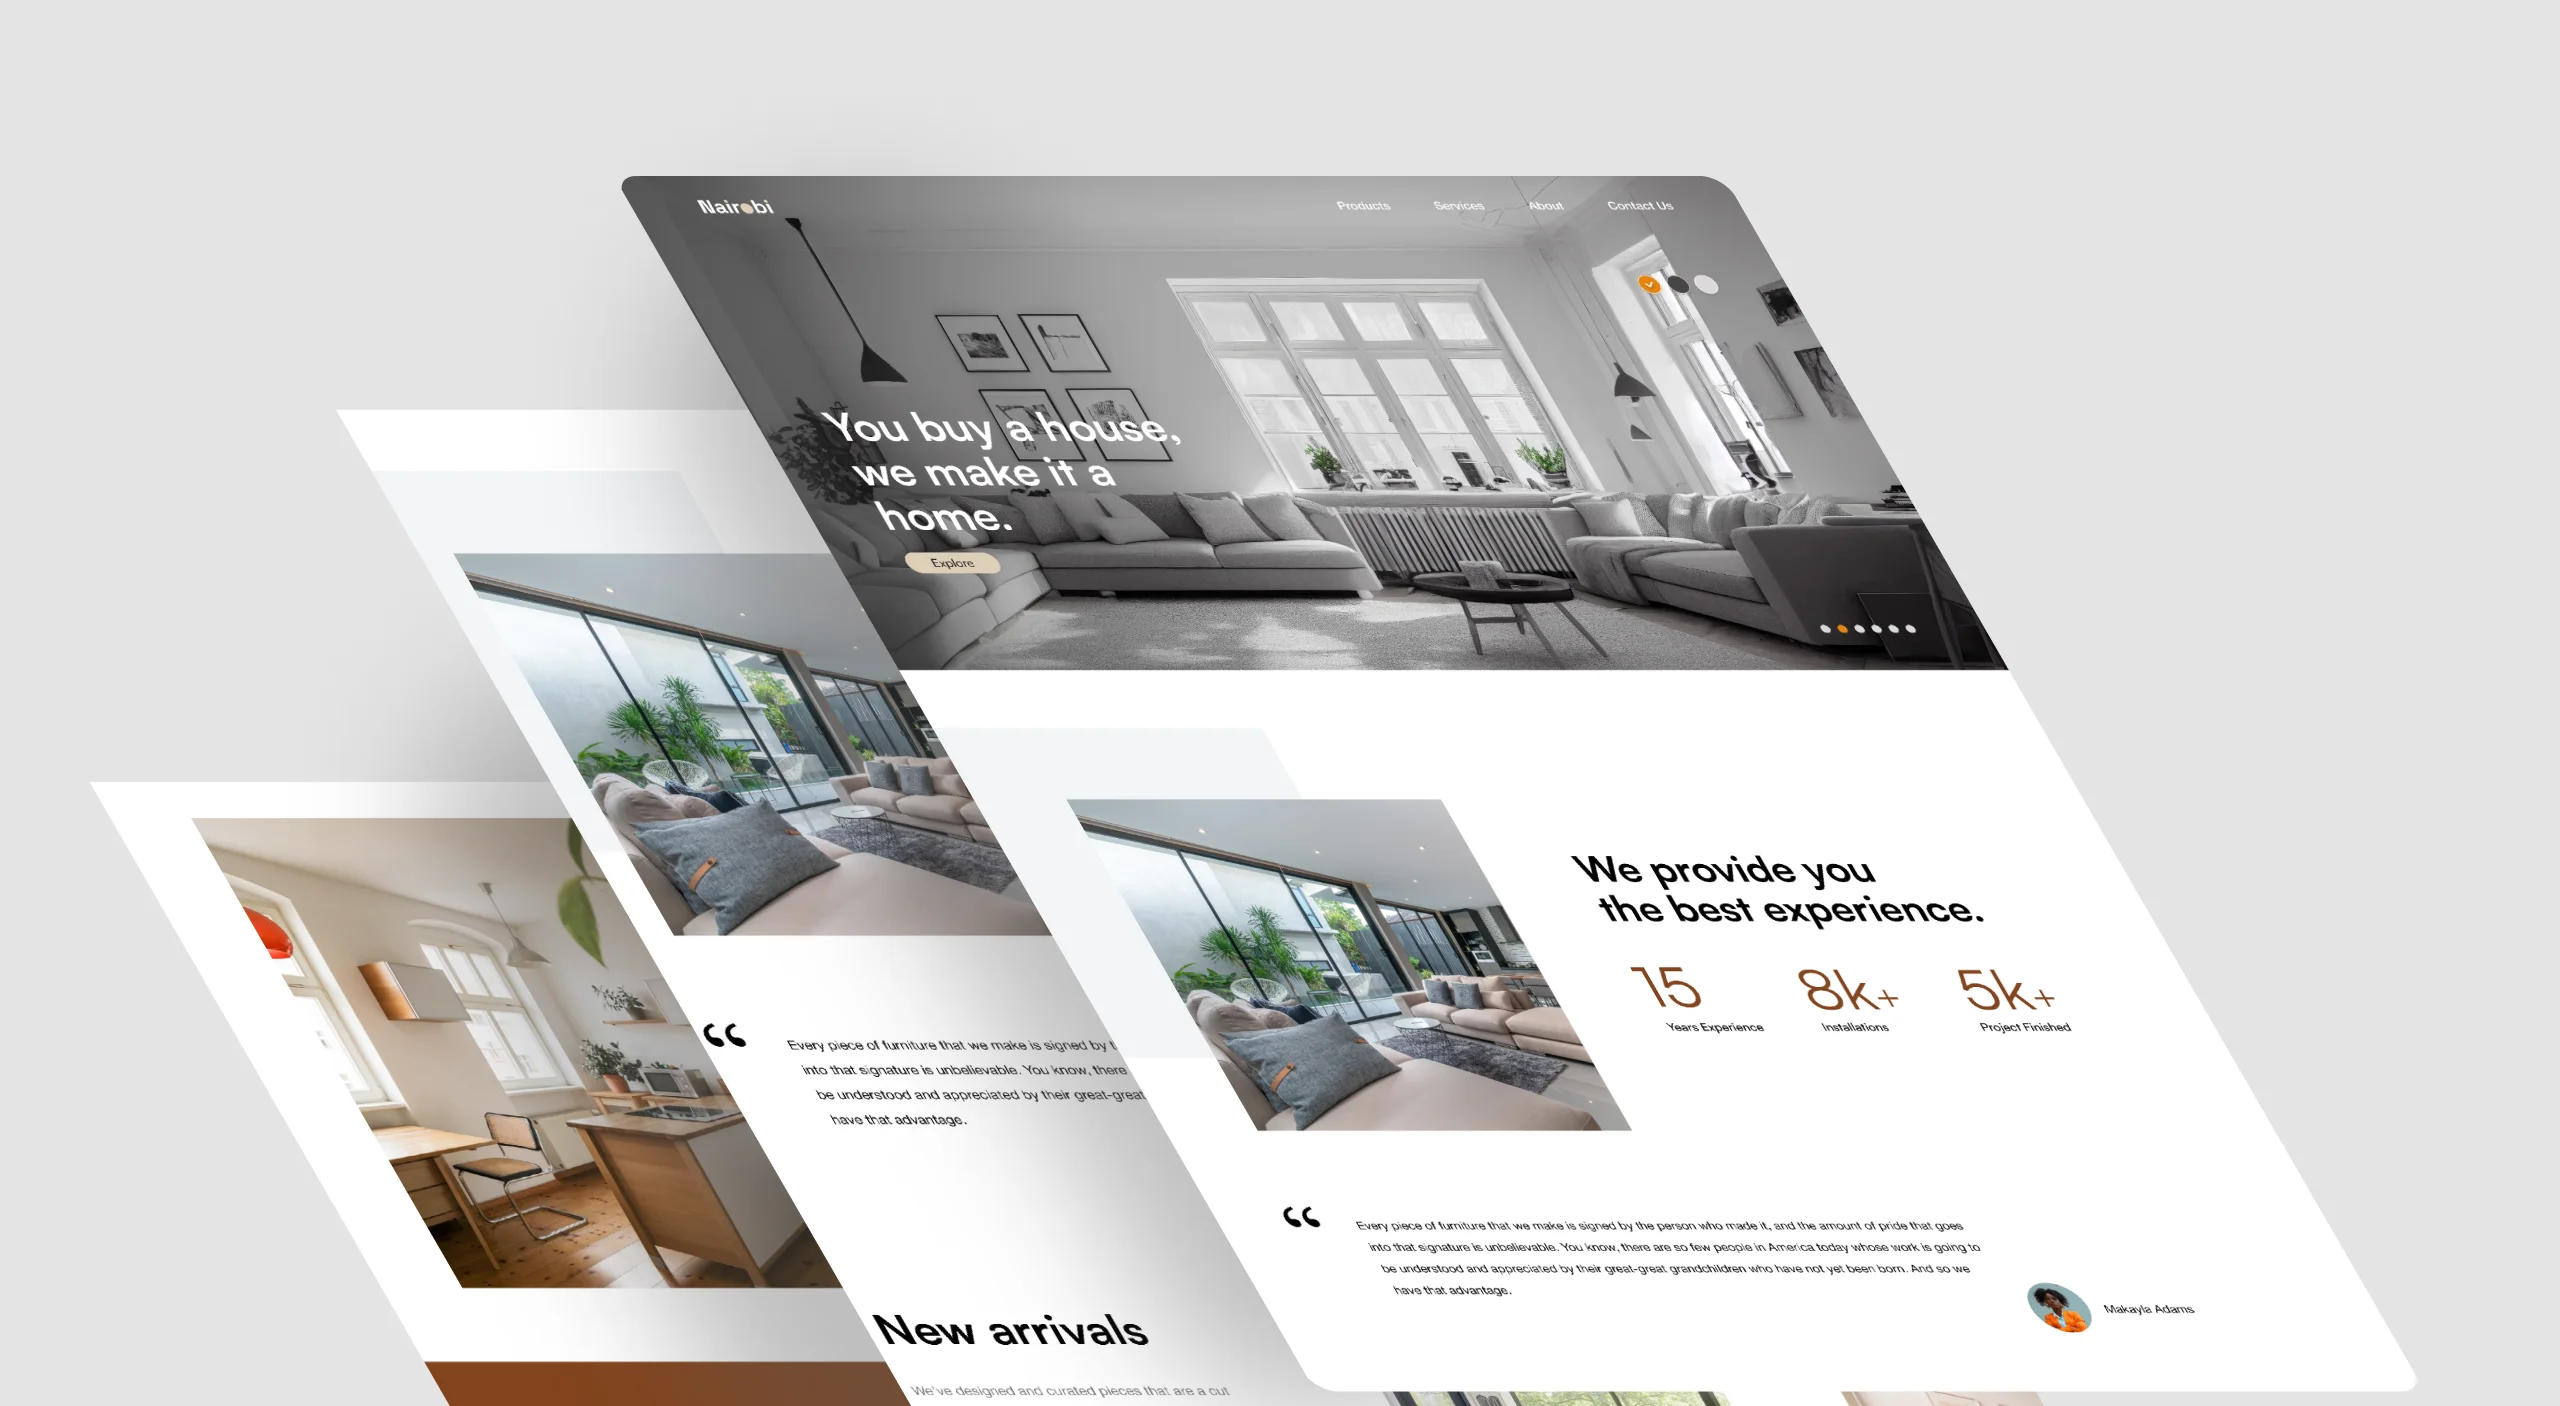 Nairobi
Products
Services
About
Contact Us
You buy a house,
we make it a
home.
Explore
We provide you
the best experience.
15
Years Experience
8k+
Installations
5k+
Project Finished
“
Every piece of furniture that we make is signed by the person who made it, and the amount of pride that goes
into that signature is unbelievable. You know, there are so few people in America today whose work is going to
be understood and appreciated by their great-great grandchildren who have not yet been born. And so we
have that advantage.
Makayla Adams
“
Every piece of furniture that we make is signed by
into that signature is unbelievable. You know, there
be understood and appreciated by their great-great
have that advantage.
New arrivals
We've designed and curated pieces that are a cut